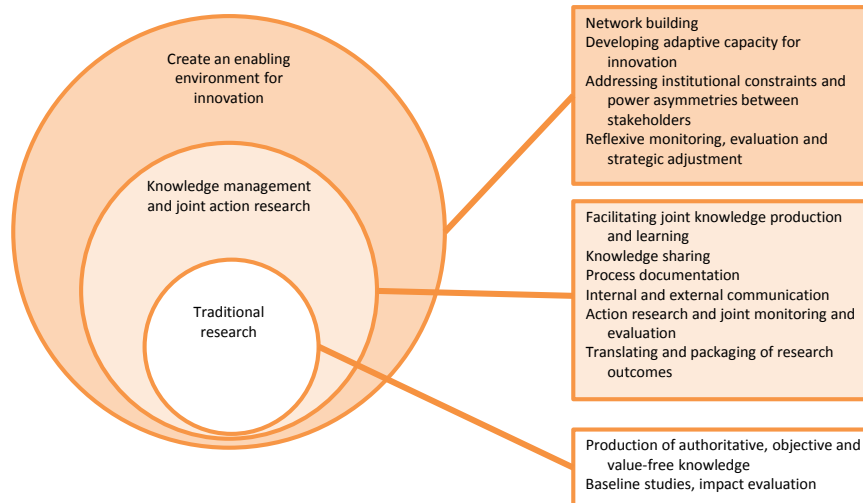 Create an enabling
environment for
innovation
Knowledge management
and joint action research
Traditional
research
Network building
Developing adaptive capacity for
innovation
Addressing institutional constraints and
power asymmetries between
stakeholders
Reflexive monitoring, evaluation and
strategic adjustment
Facilitating joint knowledge production
and learning
Knowledge sharing
Process documentation
Internal and external communication
Action research and joint monitoring and
evaluation
Translating and packaging of research
outcomes
Production of authoritative, objective and
value-free knowledge
Baseline studies, impact evaluation